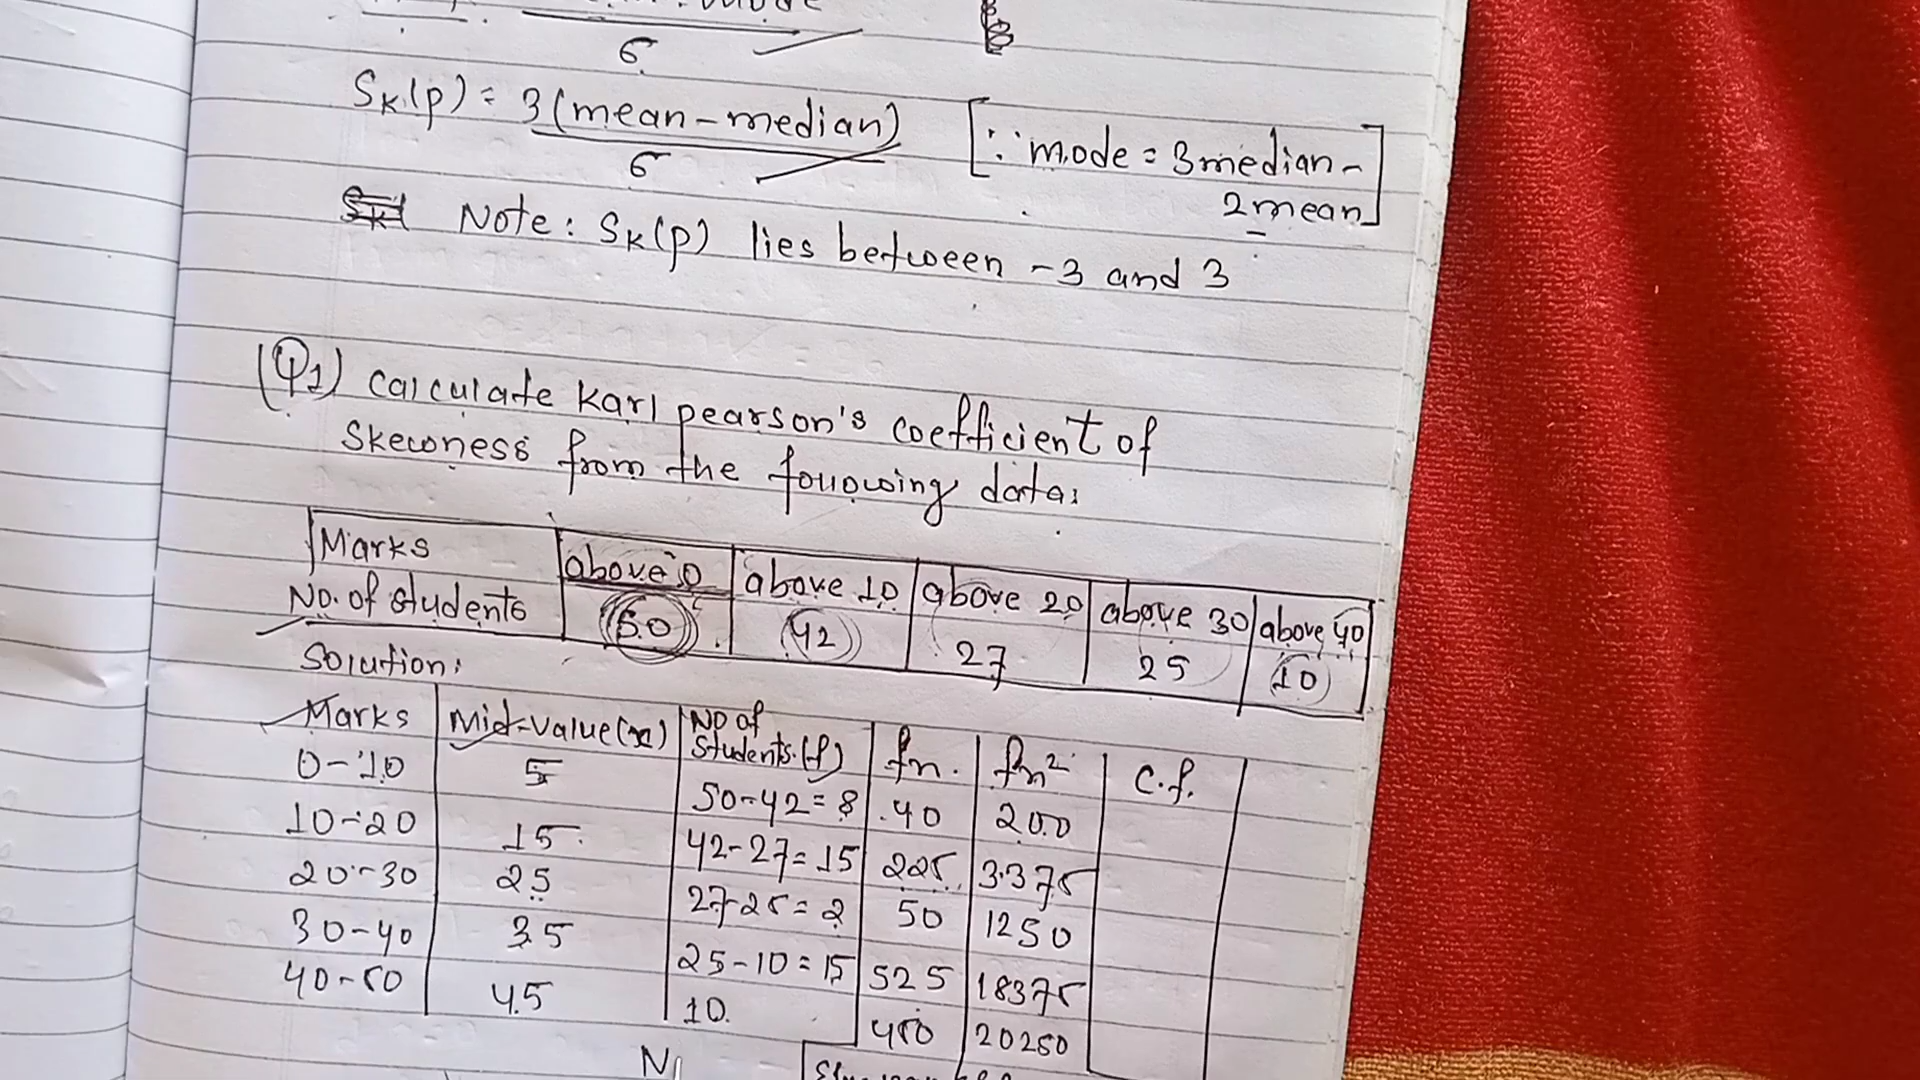 6
Sk(p) = 3(mean-median) [∵ mode = 3median-
6
2mean]
Note: Sk(p) lies between -3 and 3
(Q1) calculate Karl pearson's coefficient of
Skewness from the following data:
Marks above 0 above 10 above 20 above 30 above 40
No. of students 50 42 27 25 10
Solution:
Marks Mid-value(x) No of Students.(f) fx. fx² C.f.
0-10 5 50-42=8 40 200
10-20 15 42-27=15 225 3375
20-30 25 27-25=2 50 1250
30-40 35 25-10=15 525 18375
40-50 45 10 450 20250
N